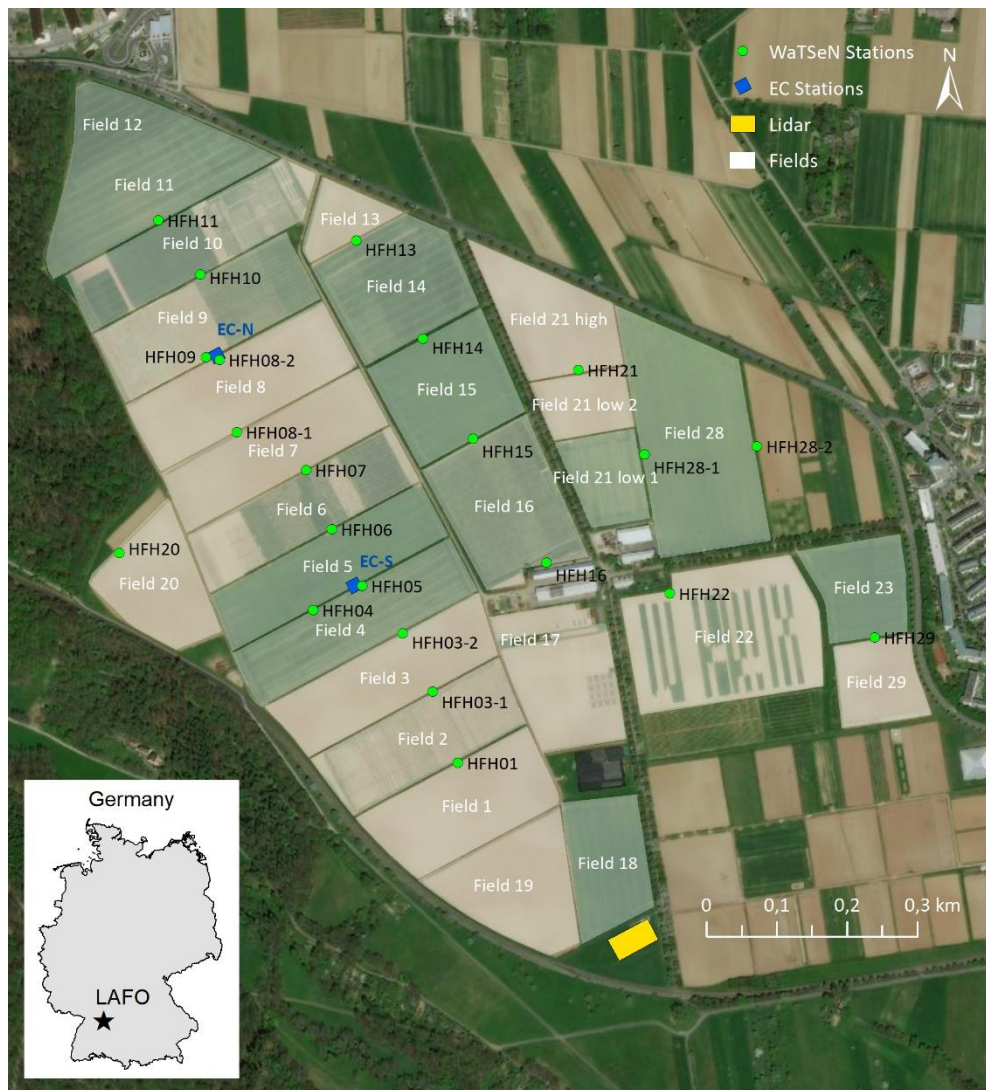 N
WaTSeN Stations
EC Stations
Lidar
Fields
Field 12
Field 11
HFH11
Field 10
HFH10
Field 13
HFH13
Field 14
Field 9
EC-N
HFH09
HFH08-2
Field 8
HFH14
Field 21 high
HFH21
Field 15
Field 21 low 2
HFH08-1
Field 7
HFH15
Field 28
HFH28-2
HFH28-1
Field 21 low 1
HFH07
Field 6
Field 16
HFH06
HFH20
Field 20
Field 5
EC-S
HFH05
HFH16
HFH04
Field 4
HFH22
Field 23
HFH03-2
Field 17
Field 22
HFH29
Field 3
HFH03-1
Field 29
Field 2
HFH01
Field 1
Field 18
Field 19
0
0,1
0,2
0,3 km
Germany
LAFO